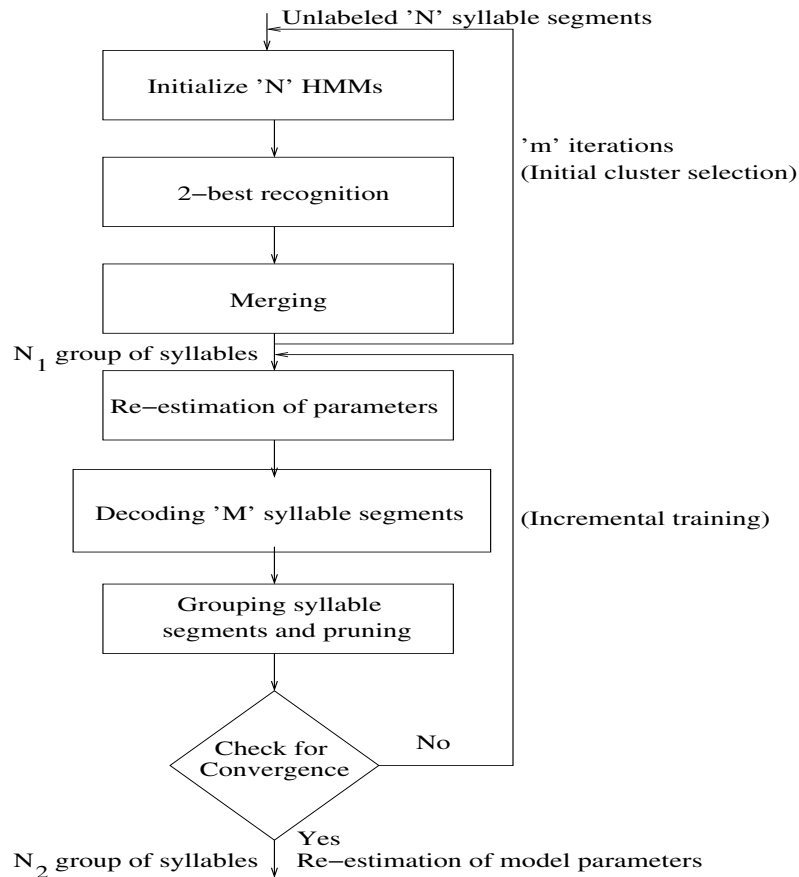 Unlabeled 'N' syllable segments
Initialize 'N' HMMs
'm' iterations
(Initial cluster selection)
2−best recognition
Merging
N1 group of syllables
Re−estimation of parameters
Decoding 'M' syllable segments
(Incremental training)
Grouping syllable
segments and pruning
Check for
Convergence
No
Yes
N2 group of syllables
Re−estimation of model parameters